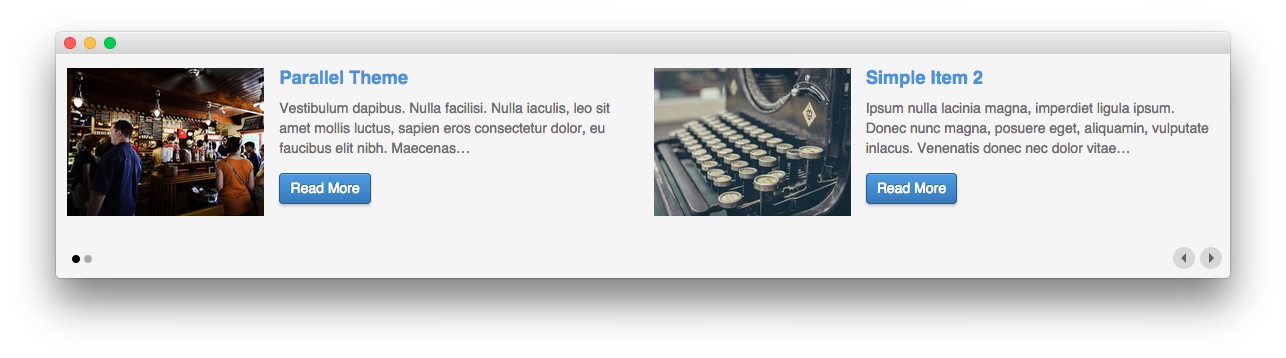 Parallel Theme
Vestibulum dapibus. Nulla facilisi. Nulla iaculis, leo sit
amet mollis luctus, sapien eros consectetur dolor, eu
faucibus elit nibh. Maecenas…
Read More
Simple Item 2
Ipsum nulla lacinia magna, imperdiet ligula ipsum.
Donec nunc magna, posuere eget, aliquamin, vulputate
inlacus. Venenatis donec nec dolor vitae…
Read More